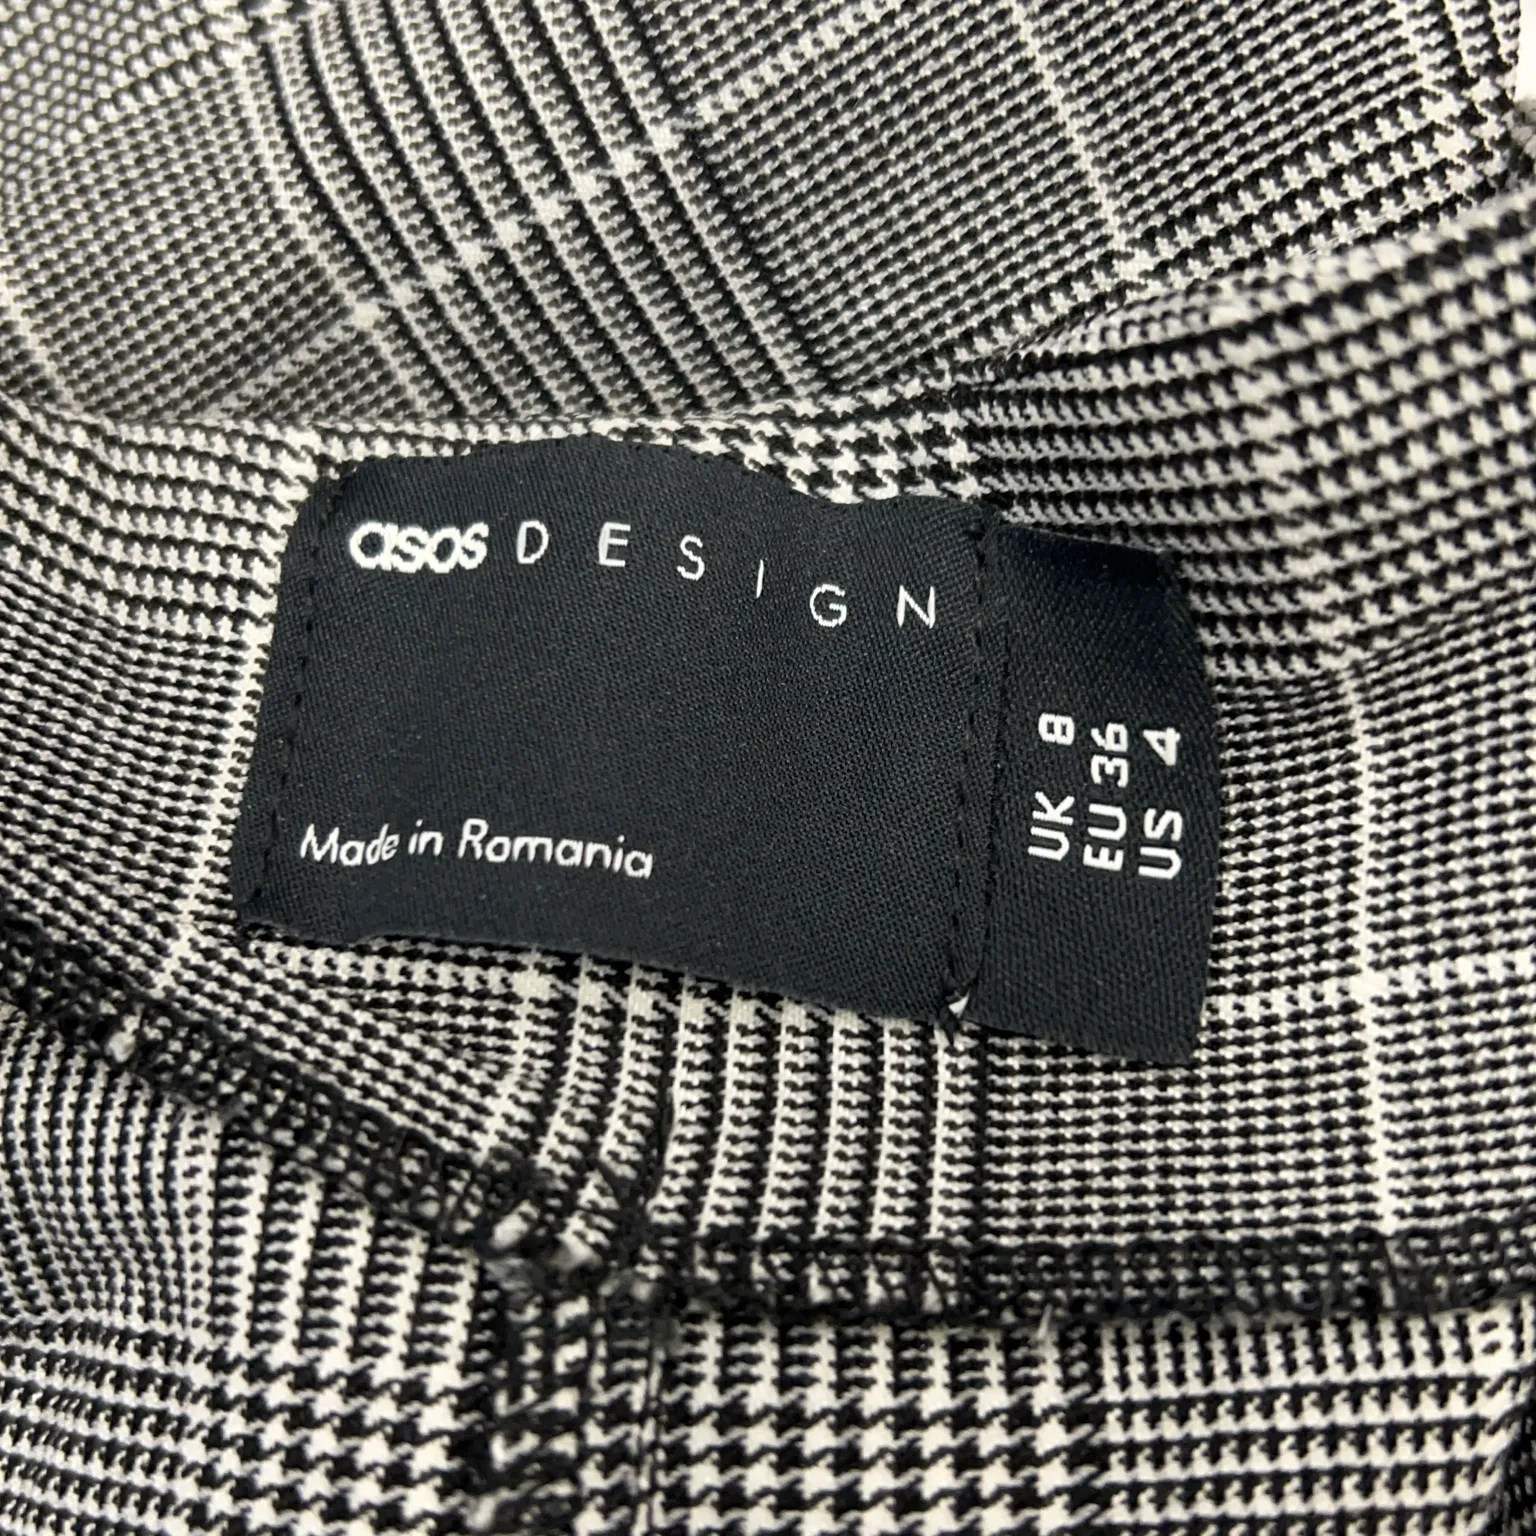 asos DESIGN
Made in Romania
UK 8
EU 36
US 4